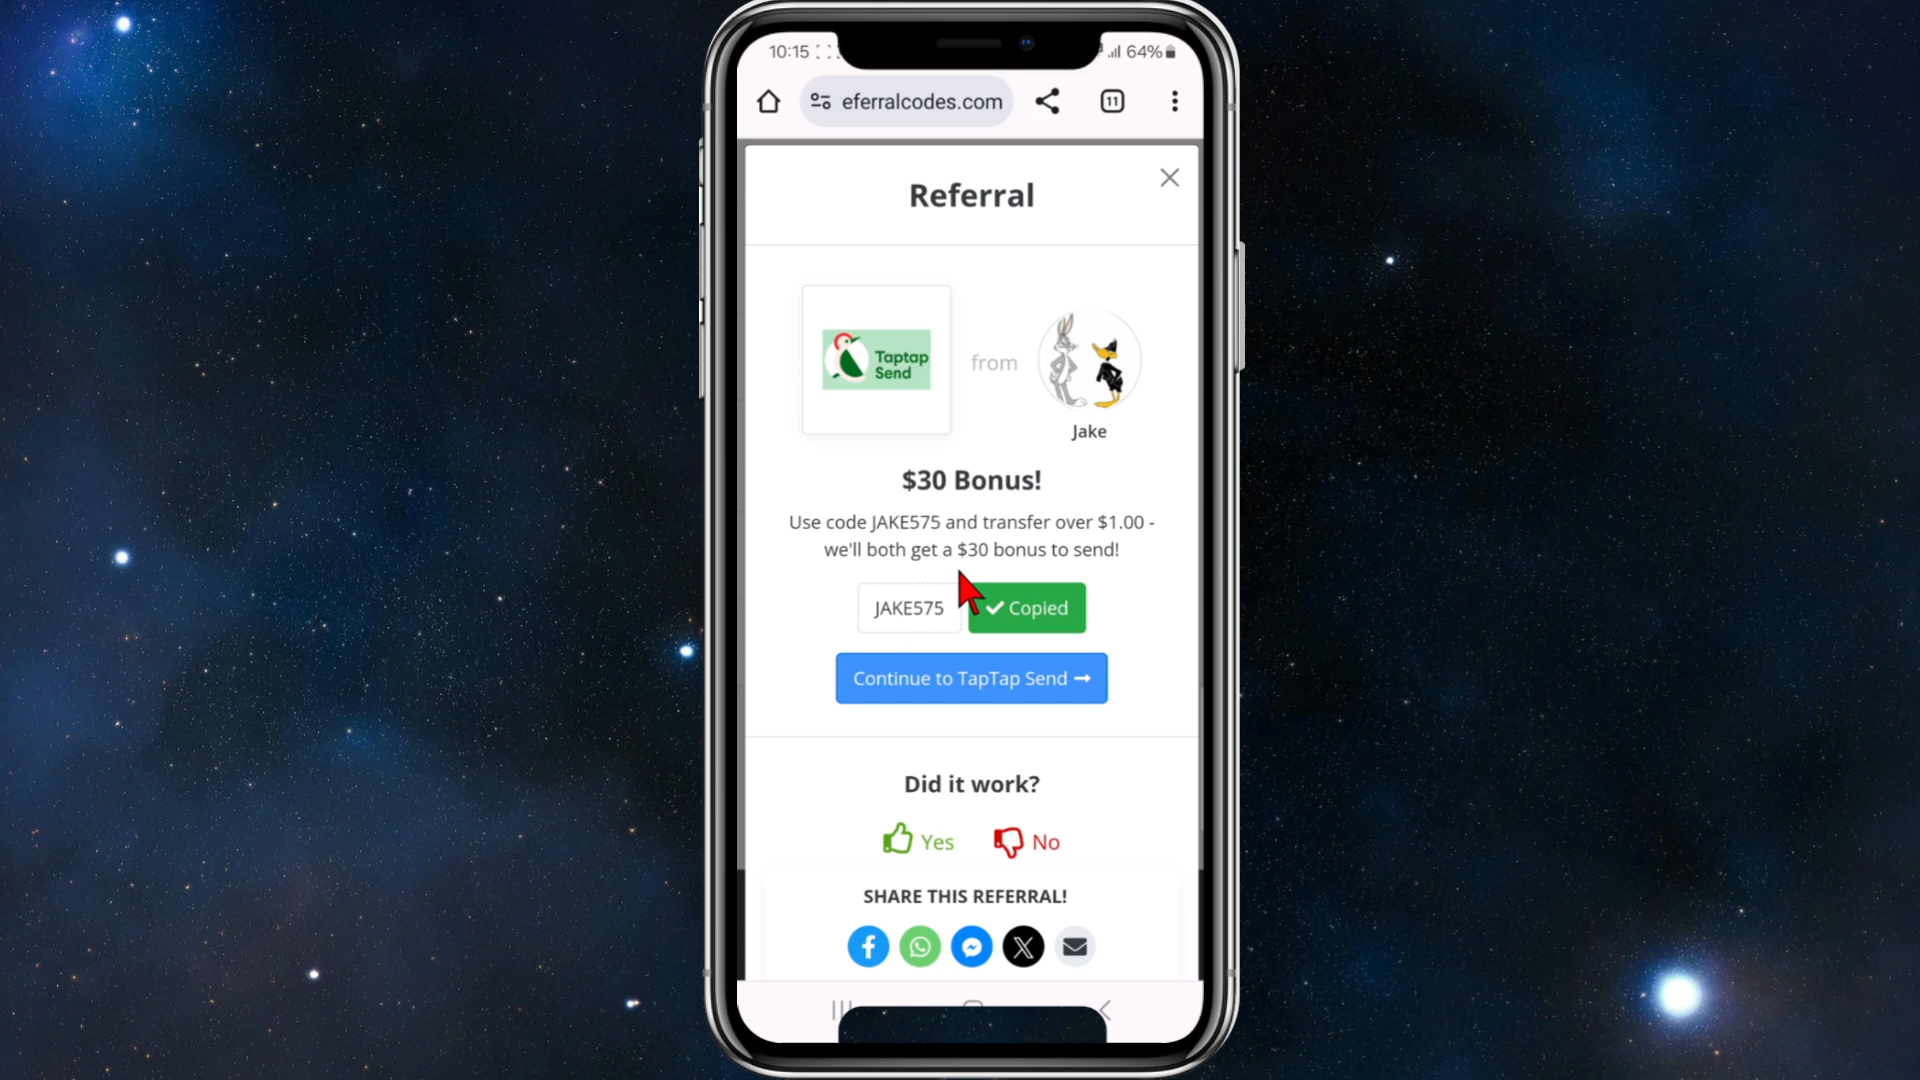 10:15
64%
eferralcodes.com
11
Referral
Taptap
Send
from
Jake
$30 Bonus!
Use code JAKE575 and transfer over $1.00 -
we'll both get a $30 bonus to send!
JAKE575
Copied
Continue to TapTap Send
Did it work?
Yes
No
SHARE THIS REFERRAL!